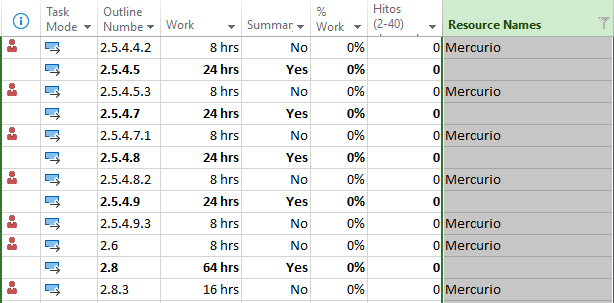 Task Mode Outline Numbe Work Summar % Work Hitos (2-40) Resource Names
2.5.4.4.2 8 hrs No 0% 0 Mercurio
2.5.4.5 24 hrs Yes 0% 0
2.5.4.5.3 8 hrs No 0% 0 Mercurio
2.5.4.7 24 hrs Yes 0% 0
2.5.4.7.1 8 hrs No 0% 0 Mercurio
2.5.4.8 24 hrs Yes 0% 0
2.5.4.8.2 8 hrs No 0% 0 Mercurio
2.5.4.9 24 hrs Yes 0% 0
2.5.4.9.3 8 hrs No 0% 0 Mercurio
2.6 8 hrs No 0% 0 Mercurio
2.8 64 hrs Yes 0% 0
2.8.3 16 hrs No 0% 0 Mercurio